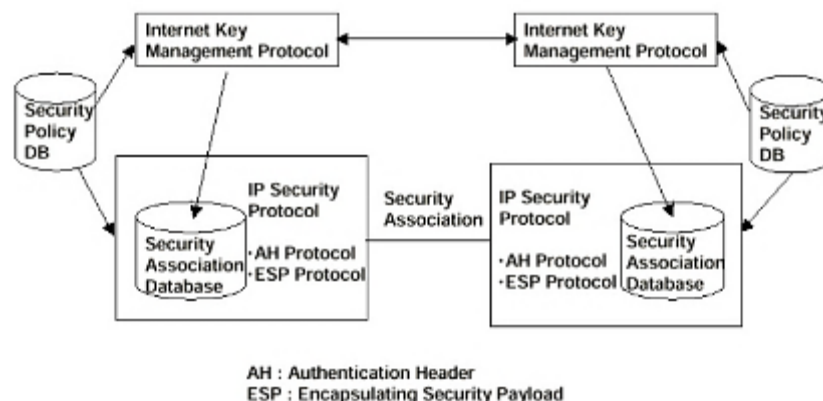 Internet Key
Management Protocol
Internet Key
Management Protocol
Security
Policy
DB
Security
Policy
DB
IP Security
Protocol
·AH Protocol
·ESP Protocol
Security
Association
Database
Security
Association
IP Security
Protocol
·AH Protocol
·ESP Protocol
Security
Association
Database
AH : Authentication Header
ESP : Encapsulating Security Payload